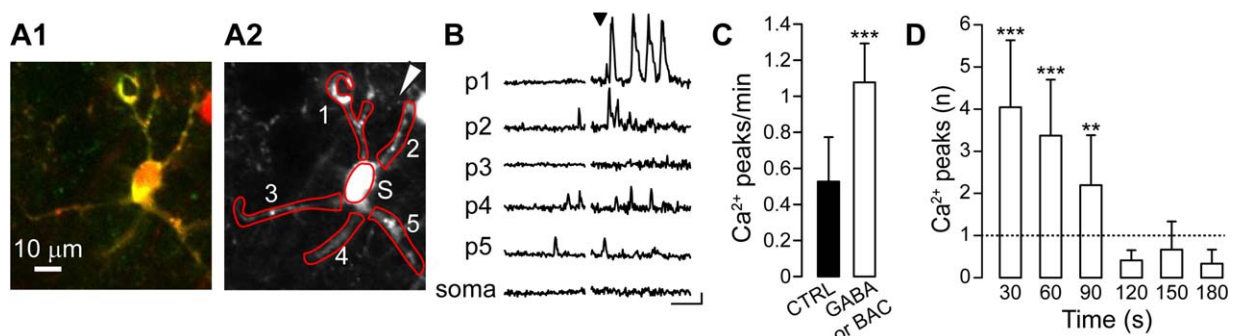 A1
A2
B
C
D
10 μm
1
2
3
4
5
S
p1
p2
p3
p4
p5
soma
Ca²⁺ peaks/min
1.4
1.2
1
0.8
0.6
0.4
0.2
0
***
CTRL
GABA
or BAC
Ca²⁺ peaks (n)
6
5
4
3
2
1
0
***
***
**
30 60 90 120 150 180
Time (s)